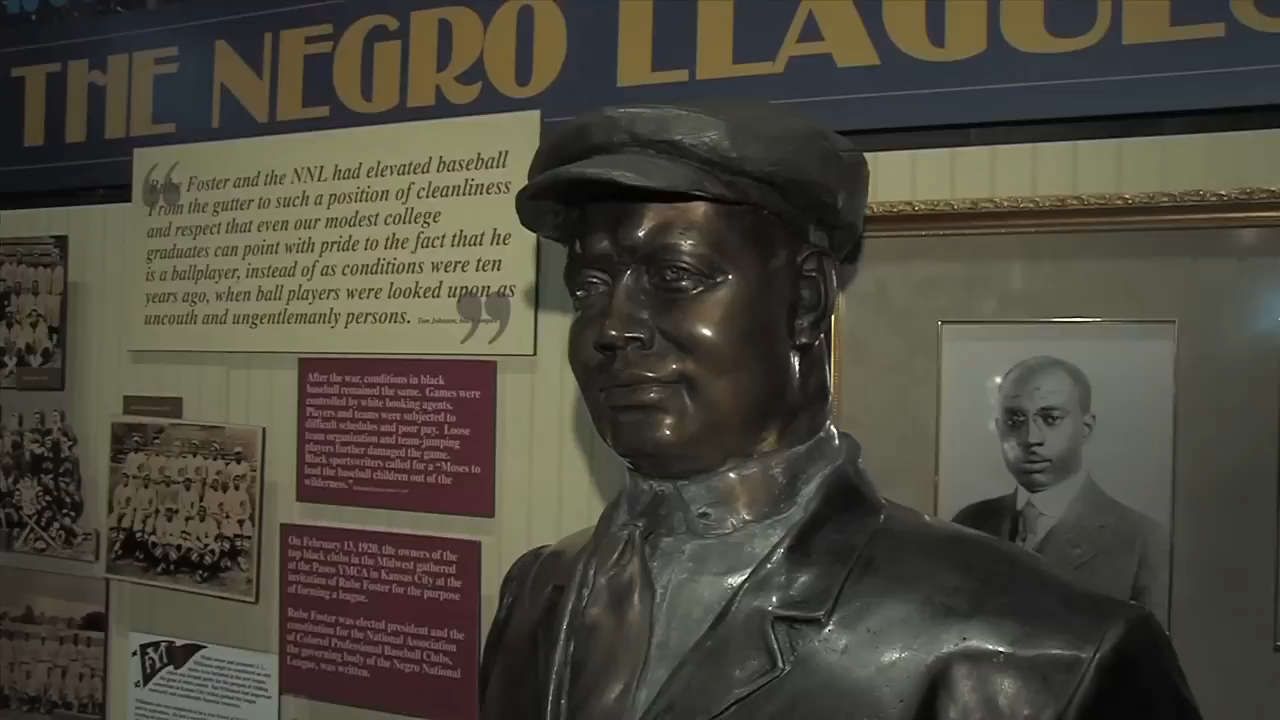 THE NEGRO LEAGUES
“Rube Foster and the NNL had elevated baseball
from the gutter to such a position of cleanliness
and respect that even our modest college
graduates can point with pride to the fact that he
is a ballplayer, instead of as conditions were ten
years ago, when ball players were looked upon as
uncouth and ungentlemanly persons. ”
Tom Johnson,
After the war, conditions in black
baseball remained the same. Games were
controlled by white booking agents.
Players and teams were subjected to
difficult schedules and poor pay. Loose
team organization and team-jumping
players further damaged the game.
Black sportswriters called for a “Moses to
lead the baseball children out of the
wilderness.”
On February 13, 1920, the owners of the
top black clubs in the Midwest gathered
at the Paseo YMCA in Kansas City at the
invitation of Rube Foster for the purpose
of forming a league.
Rube Foster was elected president and the
constitution for the National Association
of Colored Professional Baseball Clubs,
the governing body of the Negro National
League, was written.